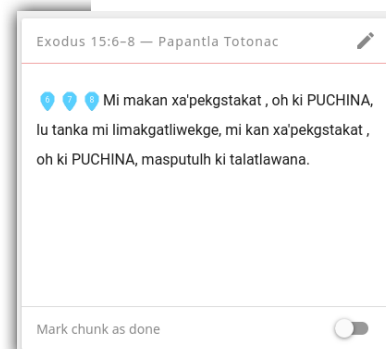 Exodus 15:6–8 — Papantla Totonac
6 7 8 Mi makan xa'pekgstakat , oh ki PUCHINA,
lu tanka mi limakgatliwekge, mi kan xa'pekgstakat ,
oh ki PUCHINA, masputulh ki talatlawana.
Mark chunk as done